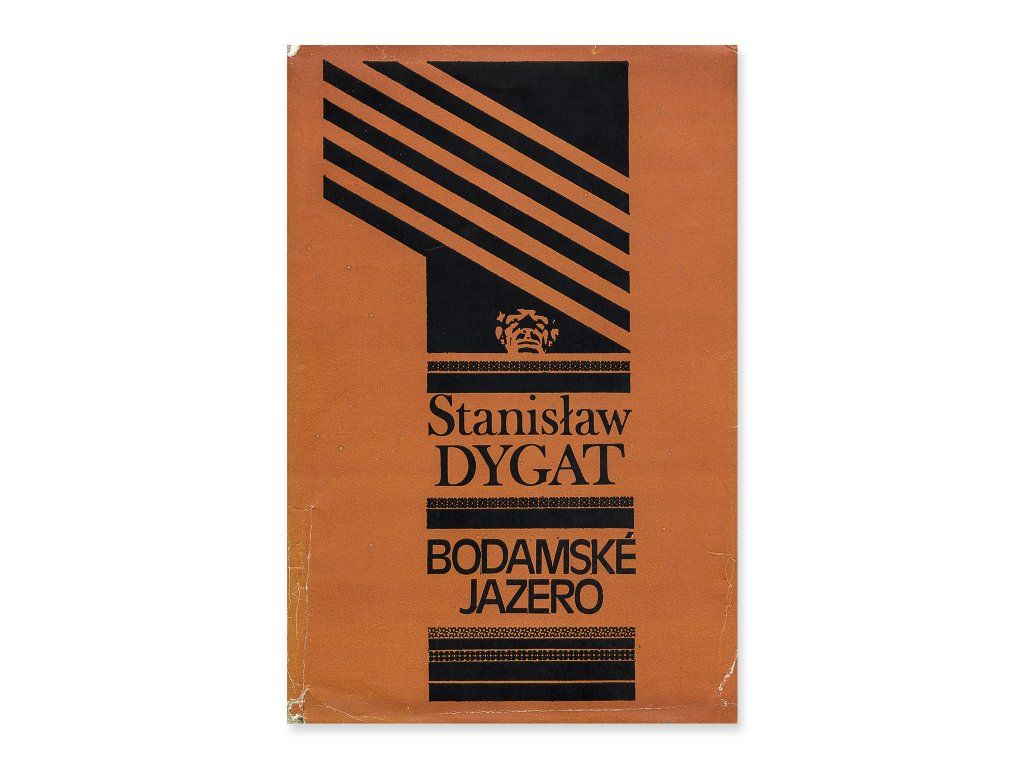 Stanisław
DYGAT
BODAMSKÉ
JAZERO